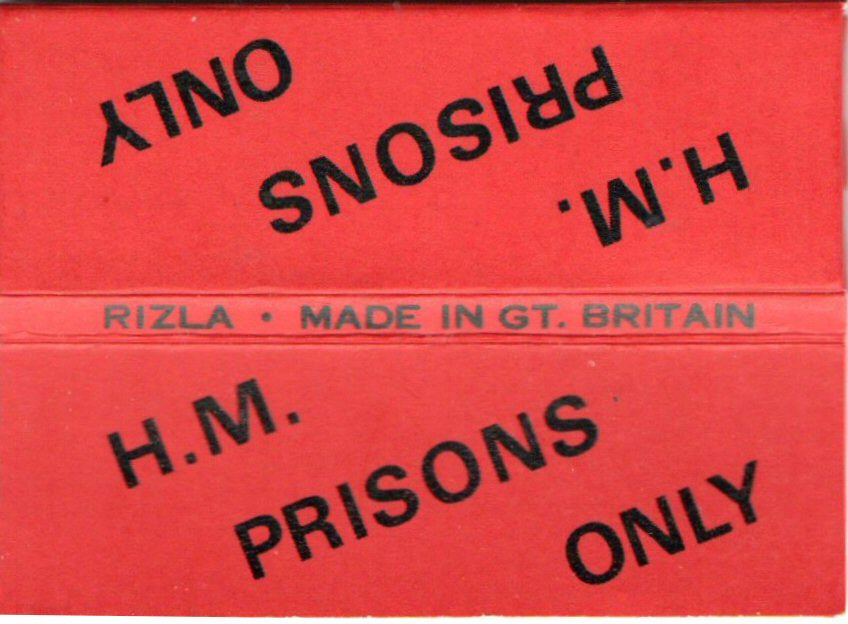 H.M.
PRISONS
ONLY
RIZLA • MADE IN GT. BRITAIN
H.M.
PRISONS
ONLY